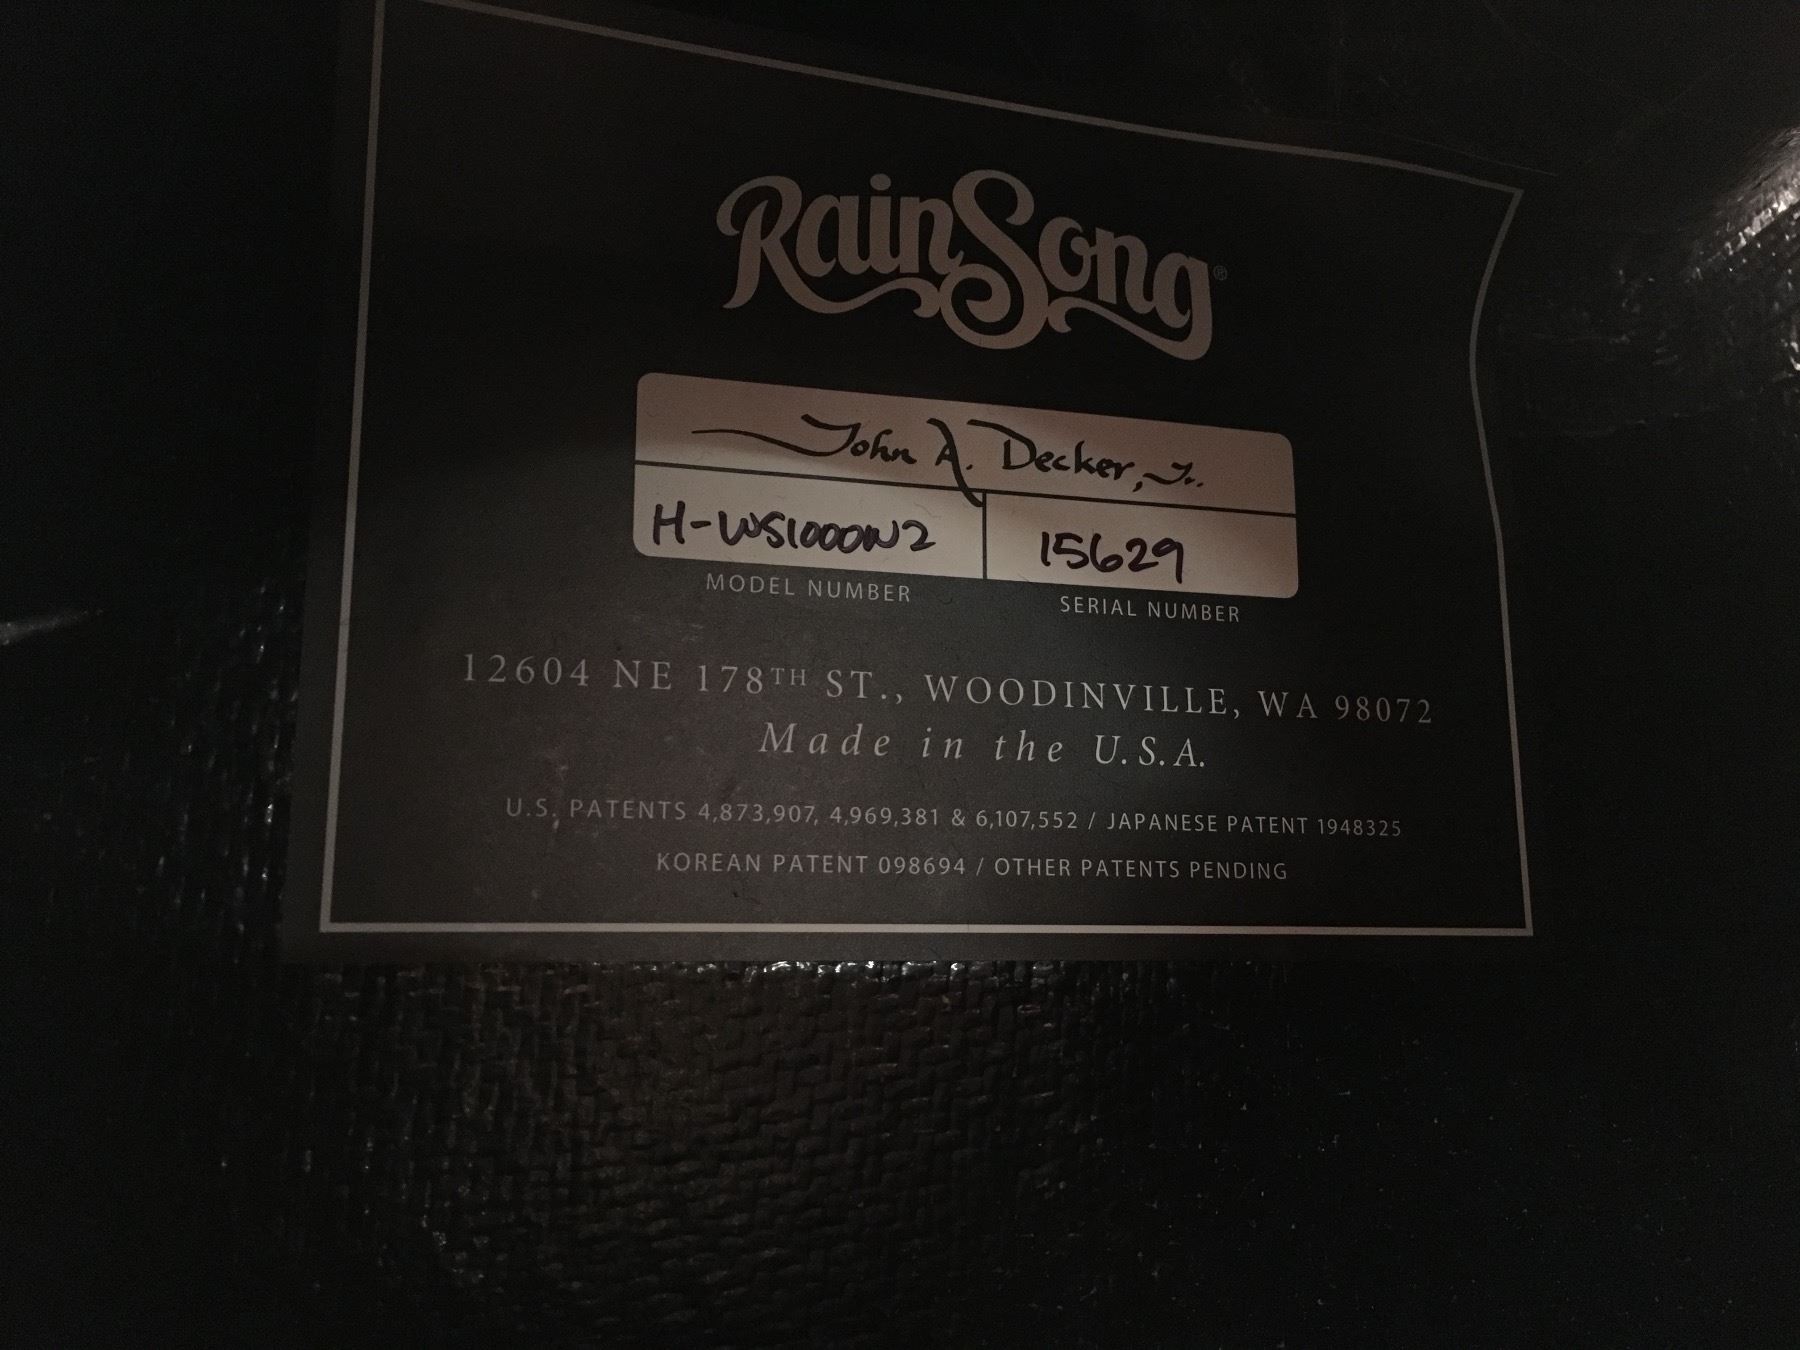 RainSong®
John A. Decker, Jr.
H-WS1000N2 15629
MODEL NUMBER SERIAL NUMBER
12604 NE 178TH ST., WOODINVILLE, WA 98072
Made in the U.S.A.
U.S. PATENTS 4,873,907, 4,969,381 & 6,107,552 / JAPANESE PATENT 1948325
KOREAN PATENT 098694 / OTHER PATENTS PENDING